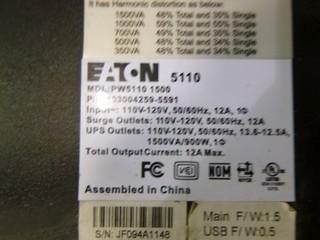 It has Harmonic distortion as below:
1500VA 48% Total and 35% Single
1000VA 59% Total and 35% Single
700VA 49% Total and 35% Single
500VA 48% Total and 34% Single
350VA 48% Total and 34% Single
EATON 5110
MDL:PW5110 1500
P/N:103004259-5591
Input: 110V-120V, 50/60Hz, 12A, 1Φ
Surge Outlets: 110V-120V, 50/60Hz, 12A
UPS Outlets: 110V-120V, 50/60Hz, 13.6-12.5A,
1500VA/900W, 1Φ
Total Output Current: 12A Max.
FC NOM UL
Assembled in China
S/N: JF094A1148
Main F/W:1.5
USB F/W:0.5